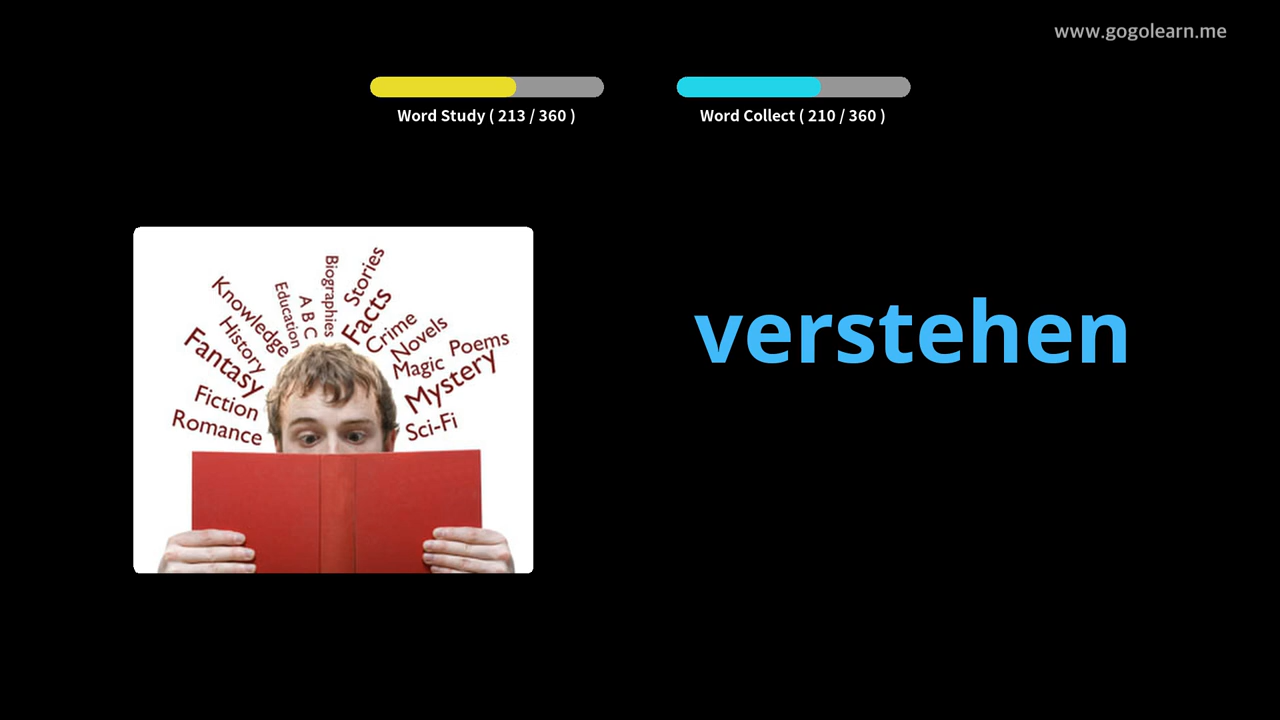 www.gogolearn.me
Word Study ( 213 / 360 )
Word Collect ( 210 / 360 )
Knowledge
History
Fantasy
Fiction
Romance
Education
A B C
Biographies
Stories
Facts
Crime
Novels
Magic
Poems
Mystery
Sci-Fi
verstehen